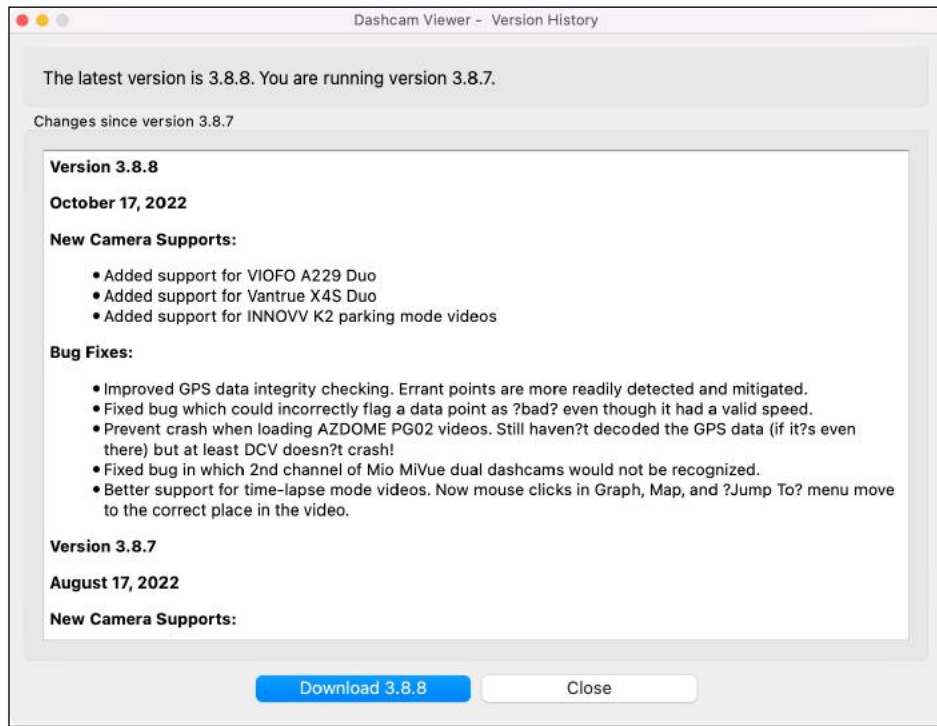 Dashcam Viewer - Version History
The latest version is 3.8.8. You are running version 3.8.7.
Changes since version 3.8.7
Version 3.8.8
October 17, 2022
New Camera Supports:
• Added support for VIOFO A229 Duo
• Added support for Vantrue X4S Duo
• Added support for INNOVV K2 parking mode videos
Bug Fixes:
• Improved GPS data integrity checking. Errant points are more readily detected and mitigated.
• Fixed bug which could incorrectly flag a data point as ?bad? even though it had a valid speed.
• Prevent crash when loading AZDOME PG02 videos. Still haven?t decoded the GPS data (if it?s even
there) but at least DCV doesn?t crash!
• Fixed bug in which 2nd channel of Mio MiVue dual dashcams would not be recognized.
• Better support for time-lapse mode videos. Now mouse clicks in Graph, Map, and ?Jump To? menu move
to the correct place in the video.
Version 3.8.7
August 17, 2022
New Camera Supports:
Download 3.8.8
Close